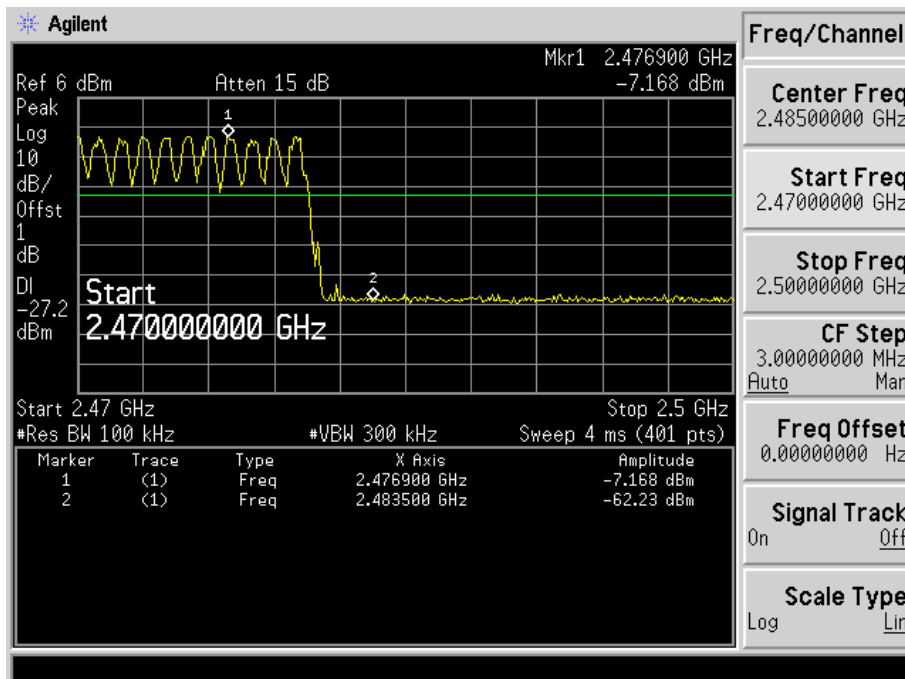 Agilent
Freq/Channel
Mkr1 2.476900 GHz
Ref 6 dBm Atten 15 dB -7.168 dBm
Peak
Log
10
dB/
Offst
1
dB
DI
-27.2
dBm
1
2
Start
2.470000000 GHz
Start 2.47 GHz Stop 2.5 GHz
#Res BW 100 kHz #VBW 300 kHz Sweep 4 ms (401 pts)
Marker Trace Type X Axis Amplitude
1 (1) Freq 2.476900 GHz -7.168 dBm
2 (1) Freq 2.483500 GHz -62.23 dBm
Center Freq
2.48500000 GHz
Start Freq
2.47000000 GHz
Stop Freq
2.50000000 GHz
CF Step
3.00000000 MHz
Auto Man
Freq Offset
0.00000000 Hz
Signal Track
On Off
Scale Type
Log Lin